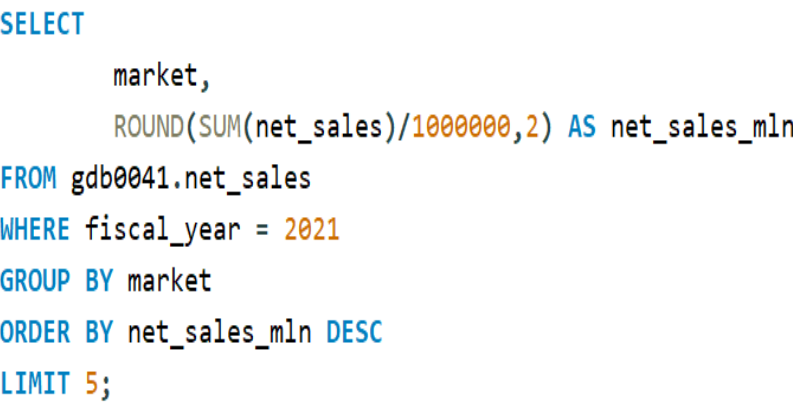 SELECT
market,
ROUND(SUM(net_sales)/1000000,2) AS net_sales_mln
FROM gdb0041.net_sales
WHERE fiscal_year = 2021
GROUP BY market
ORDER BY net_sales_mln DESC
LIMIT 5;